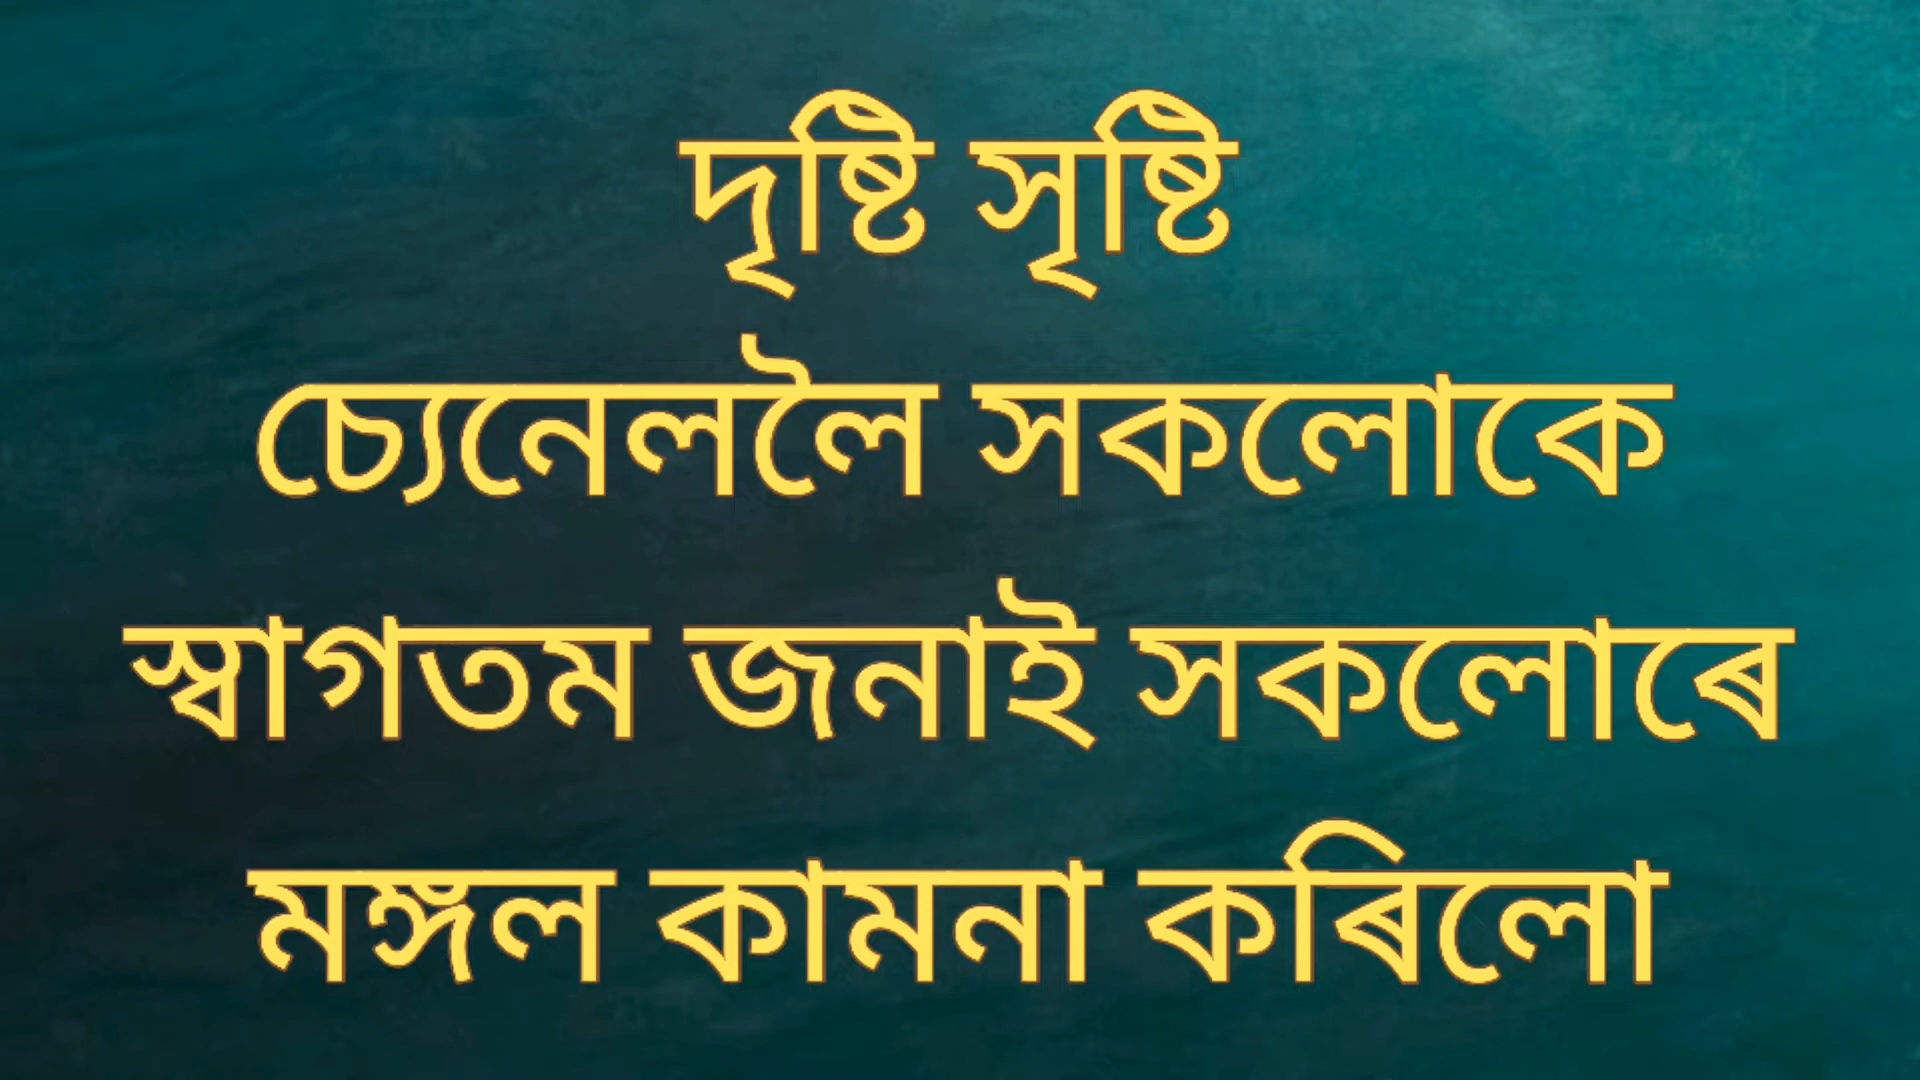 দৃষ্টি সৃষ্টি
চ্যেনেললৈ সকলোকে
স্বাগতম জনাই সকলোৰে
মঙ্গল কামনা কৰিলো